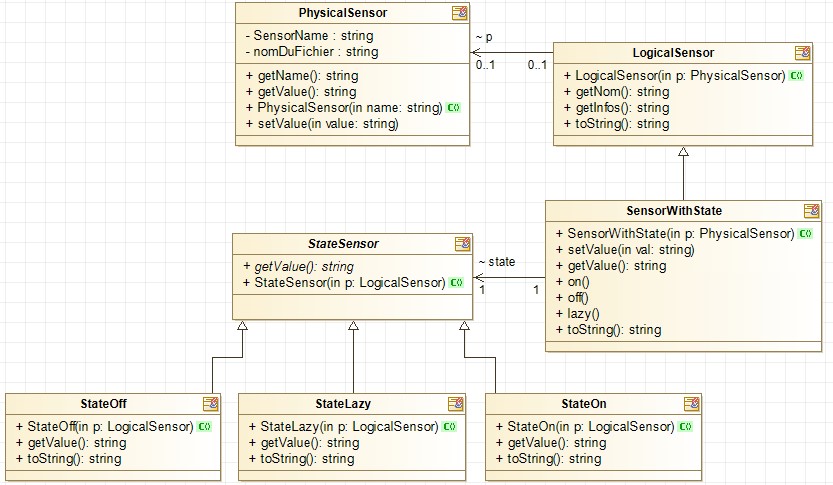 PhysicalSensor
- SensorName : string
- nomDuFichier : string
+ getName(): string
+ getValue(): string
+ PhysicalSensor(in name: string) C()
+ setValue(in value: string)
~ p
0..1
0..1
LogicalSensor
+ LogicalSensor(in p: PhysicalSensor) C()
+ getNom(): string
+ getInfos(): string
+ toString(): string
SensorWithState
+ SensorWithState(in p: PhysicalSensor) C()
+ setValue(in val: string)
+ getValue(): string
+ on()
+ off()
+ lazy()
+ toString(): string
StateSensor
+ getValue(): string
+ StateSensor(in p: LogicalSensor) C()
~ state
1
1
StateOff
+ StateOff(in p: LogicalSensor) C()
+ getValue(): string
+ toString(): string
StateLazy
+ StateLazy(in p: LogicalSensor) C()
+ getValue(): string
+ toString(): string
StateOn
+ StateOn(in p: LogicalSensor) C()
+ getValue(): string
+ toString(): string